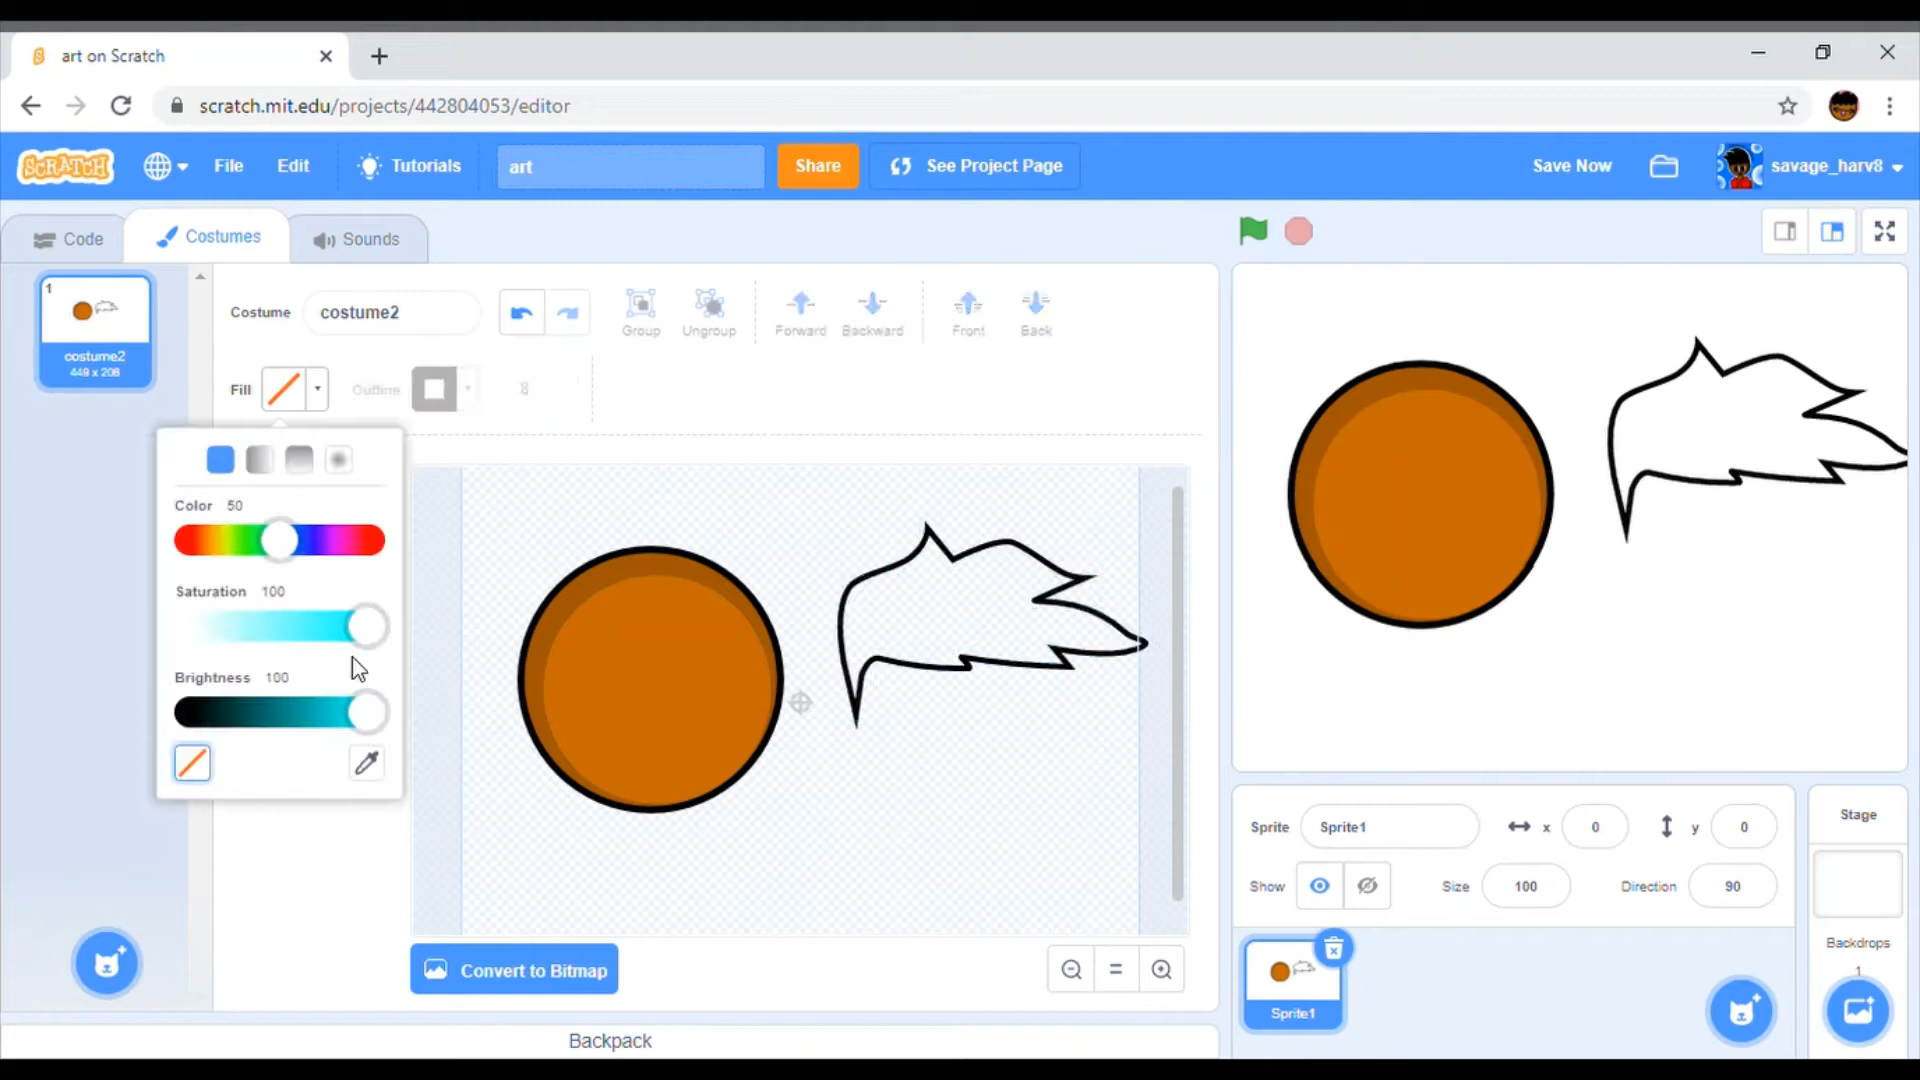 art on Scratch
scratch.mit.edu/projects/442804053/editor
SCRATCH
File
Edit
Tutorials
art
Share
See Project Page
Save Now
savage_harv8
Code
Costumes
Sounds
1
costume2
449 x 208
Costume
costume2
Group
Ungroup
Forward
Backward
Front
Back
Fill
Outline
8
Color 50
Saturation 100
Brightness 100
Convert to Bitmap
Backpack
Sprite
Sprite1
x
0
y
0
Show
Size
100
Direction
90
Sprite1
Stage
Backdrops
1